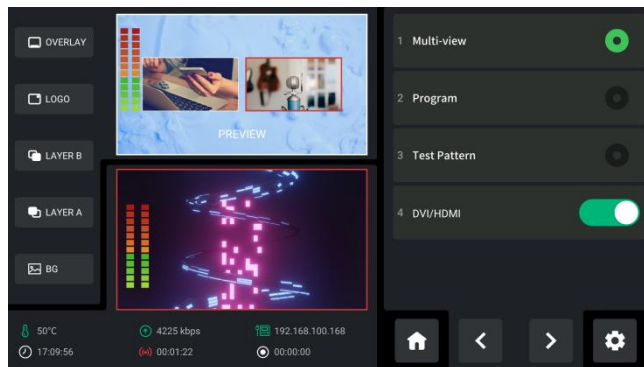 OVERLAY
LOGO
LAYER B
LAYER A
BG
PREVIEW
50°C
4225 kbps
192.168.100.168
17:09:56
00:01:22
00:00:00
1 Multi-view
2 Program
3 Test Pattern
4 DVI/HDMI